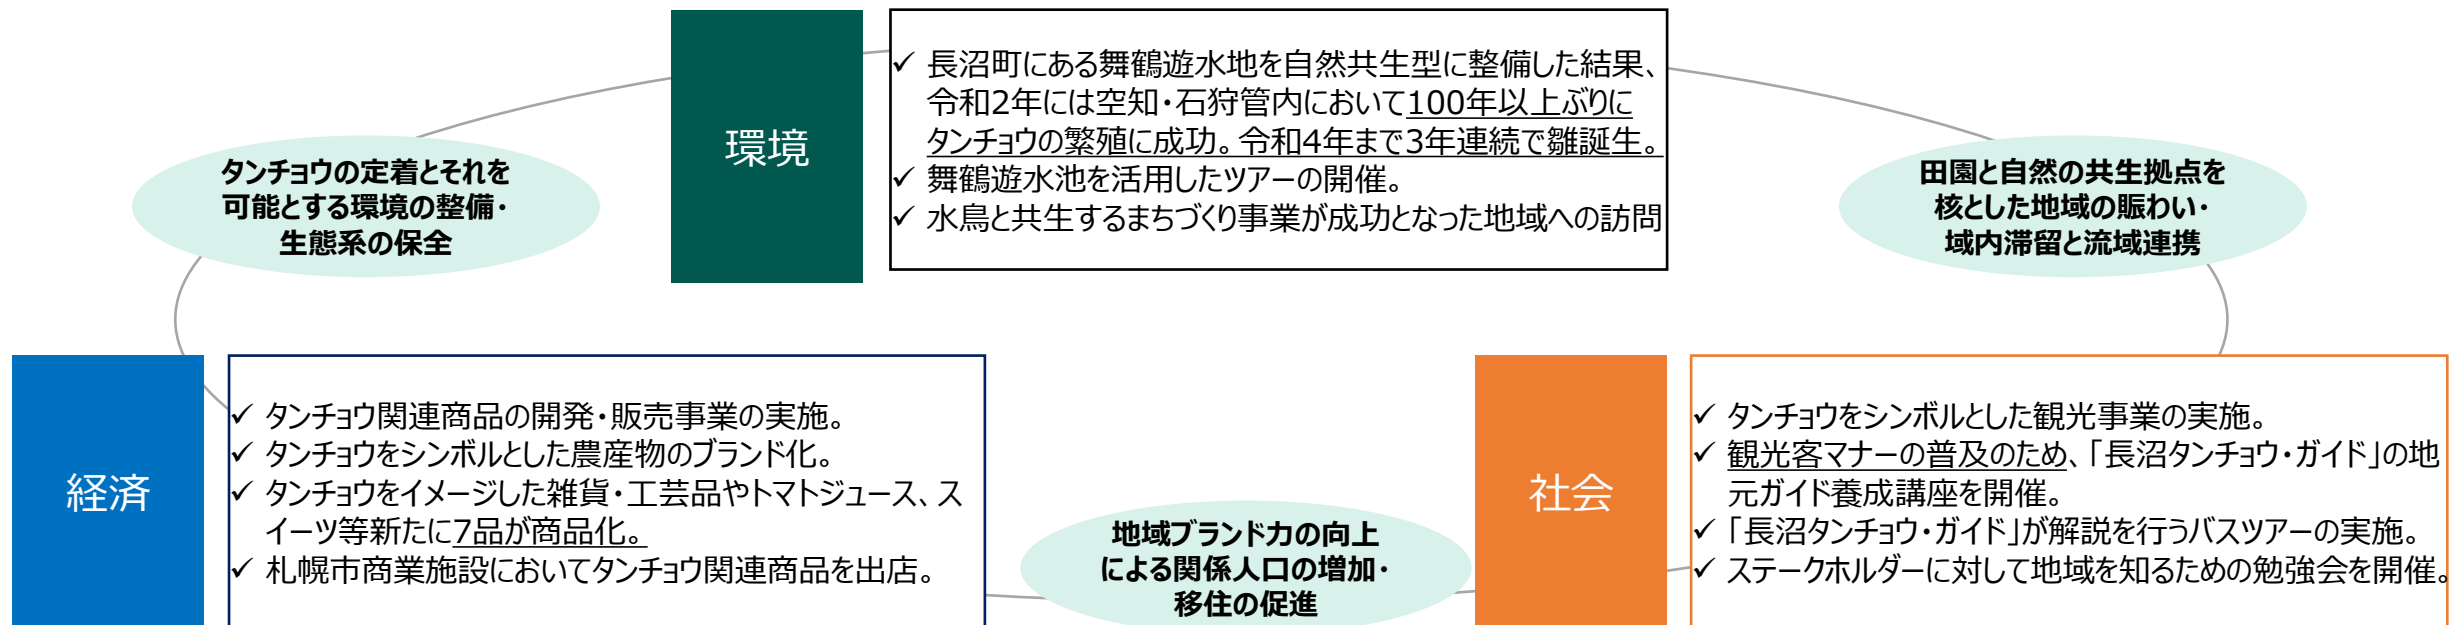 環境
✓ 長沼町にある舞鶴遊水地を自然共生型に整備した結果、
令和2年には空知・石狩管内において100年以上ぶりに
タンチョウの繁殖に成功。令和4年まで3年連続で雛誕生。
✓ 舞鶴遊水池を活用したツアーの開催。
✓ 水鳥と共生するまちづくり事業が成功となった地域への訪問
タンチョウの定着とそれを
可能とする環境の整備・
生態系の保全
田園と自然の共生拠点を
核とした地域の賑わい・
域内滞留と流域連携
経済
✓ タンチョウ関連商品の開発・販売事業の実施。
✓ タンチョウをシンボルとした農産物のブランド化。
✓ タンチョウをイメージした雑貨・工芸品やトマトジュース、ス
イーツ等新たに7品が商品化。
✓ 札幌市商業施設においてタンチョウ関連商品を出店。
地域ブランド力の向上
による関係人口の増加・
移住の促進
社会
✓ タンチョウをシンボルとした観光事業の実施。
✓ 観光客マナーの普及のため、「長沼タンチョウ・ガイド」の地
元ガイド養成講座を開催。
✓ 「長沼タンチョウ・ガイド」が解説を行うバスツアーの実施。
✓ ステークホルダーに対して地域を知るための勉強会を開催。